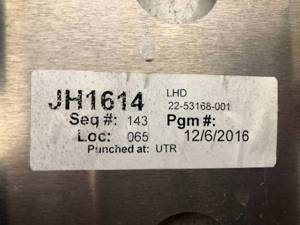 JH1614 LHD
22-53168-001
Seq #: 143 Pgm #:
Loc: 065 12/6/2016
Punched at: UTR